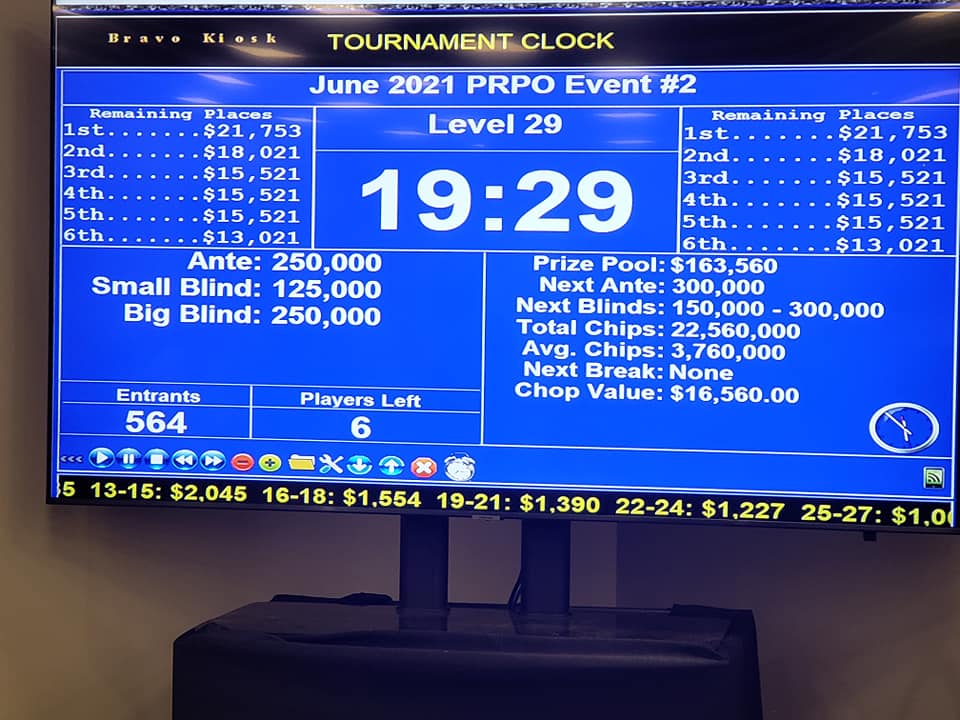 Bravo Kiosk TOURNAMENT CLOCK
June 2021 PRPO Event #2
Remaining Places
1st.......$21,753
2nd.......$18,021
3rd.......$15,521
4th.......$15,521
5th.......$15,521
6th.......$13,021
Level 29
19:29
Remaining Places
1st.......$21,753
2nd.......$18,021
3rd.......$15,521
4th.......$15,521
5th.......$15,521
6th.......$13,021
Ante: 250,000
Small Blind: 125,000
Big Blind: 250,000
Prize Pool: $163,560
Next Ante: 300,000
Next Blinds: 150,000 - 300,000
Total Chips: 22,560,000
Avg. Chips: 3,760,000
Next Break: None
Chop Value: $16,560.00
Entrants
564
Players Left
6
<<<
5 13-15: $2,045 16-18: $1,554 19-21: $1,390 22-24: $1,227 25-27: